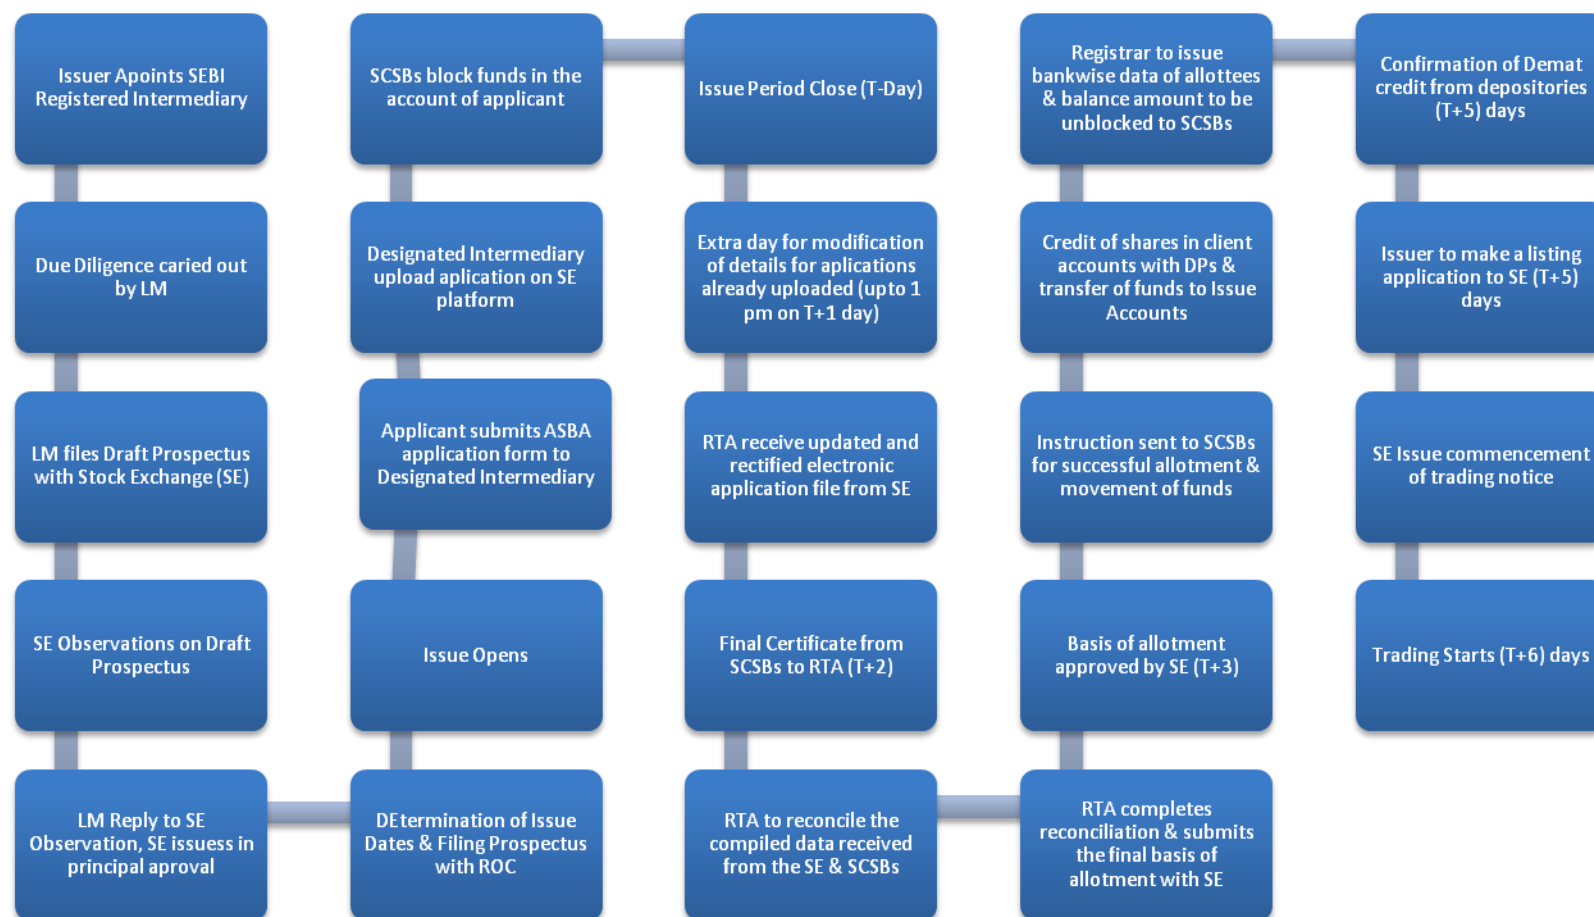 Issuer Apoints SEBI
Registered Intermediary
Due Diligence caried out
by LM
LM files Draft Prospectus
with Stock Exchange (SE)
SE Observations on Draft
Prospectus
LM Reply to SE
Observation, SE issuess in
principal aproval
DEtermination of Issue
Dates & Filing Prospectus
with ROC
Issue Opens
Applicant submits ASBA
application form to
Designated Intermediary
Designated Intermediary
upload aplication on SE
platform
SCSBs block funds in the
account of applicant
Issue Period Close (T-Day)
Extra day for modification
of details for aplications
already uploaded (upto 1
pm on T+1 day)
RTA receive updated and
rectified electronic
application file from SE
Final Certificate from
SCSBs to RTA (T+2)
RTA to reconcile the
compiled data received
from the SE & SCSBs
RTA completes
reconciliation & submits
the final basis of
allotment with SE
Basis of allotment
approved by SE (T+3)
Instruction sent to SCSBs
for successful allotment &
movement of funds
Credit of shares in client
accounts with DPs &
transfer of funds to Issue
Accounts
Registrar to issue
bankwise data of allottees
& balance amount to be
unblocked to SCSBs
Confirmation of Demat
credit from depositories
(T+5) days
Issuer to make a listing
application to SE (T+5)
days
SE Issue commencement
of trading notice
Trading Starts (T+6) days